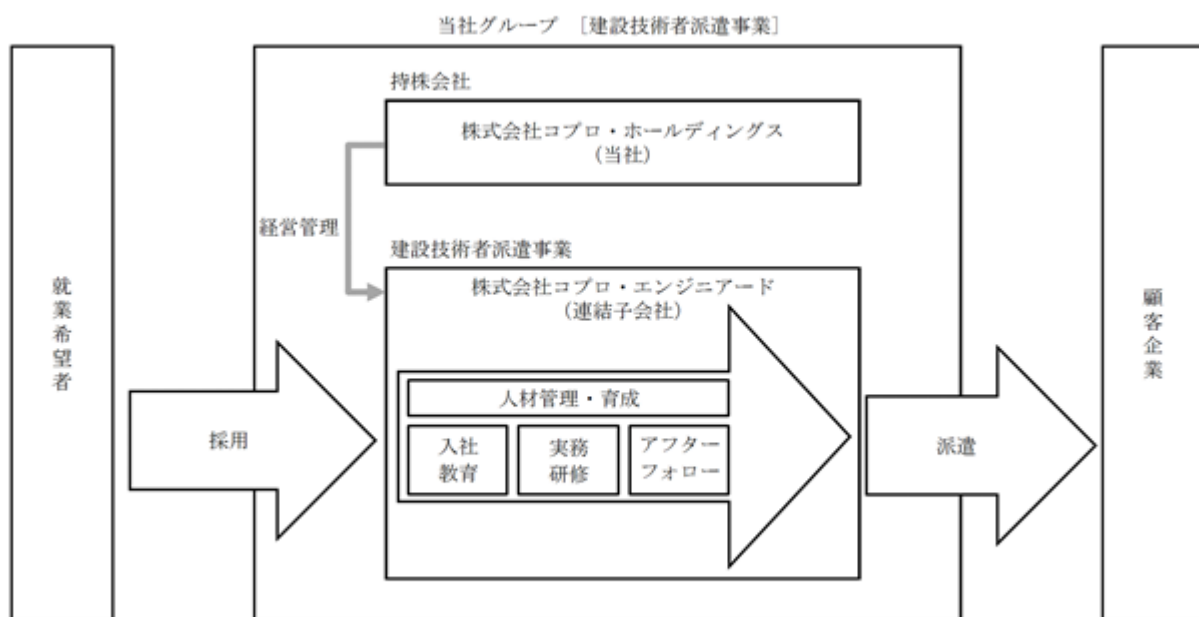 当社グループ ［建設技術者派遣事業］
持株会社
株式会社コプロ・ホールディングス
（当社）
経営管理
建設技術者派遣事業
株式会社コプロ・エンジニアード
（連結子会社）
就業希望者
採用
人材管理・育成
入社
教育
実務
研修
アフター
フォロー
派遣
顧客企業